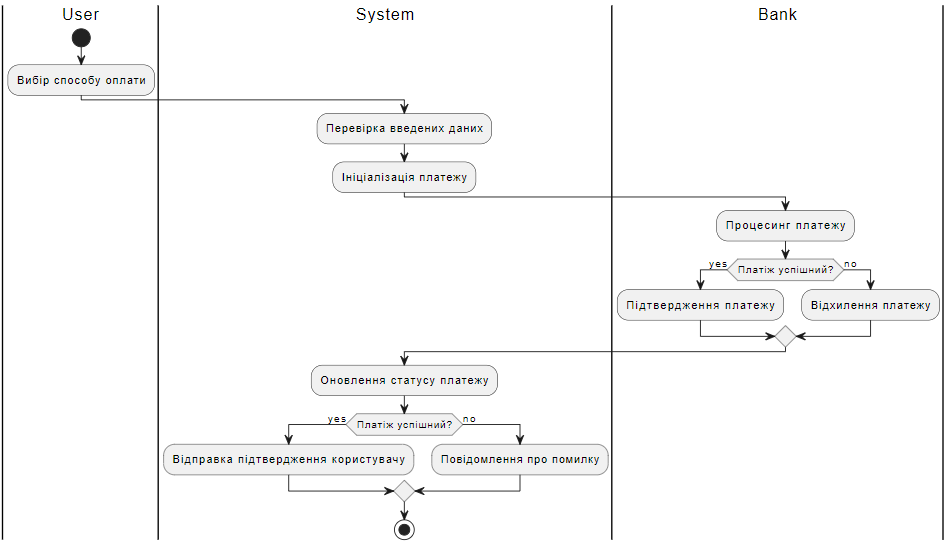 User
System
Bank
Вибір способу оплати
Перевірка введених даних
Ініціалізація платежу
Процесинг платежу
yes
Платіж успішний?
no
Підтвердження платежу
Відхилення платежу
Оновлення статусу платежу
yes
Платіж успішний?
no
Відправка підтвердження користувачу
Повідомлення про помилку